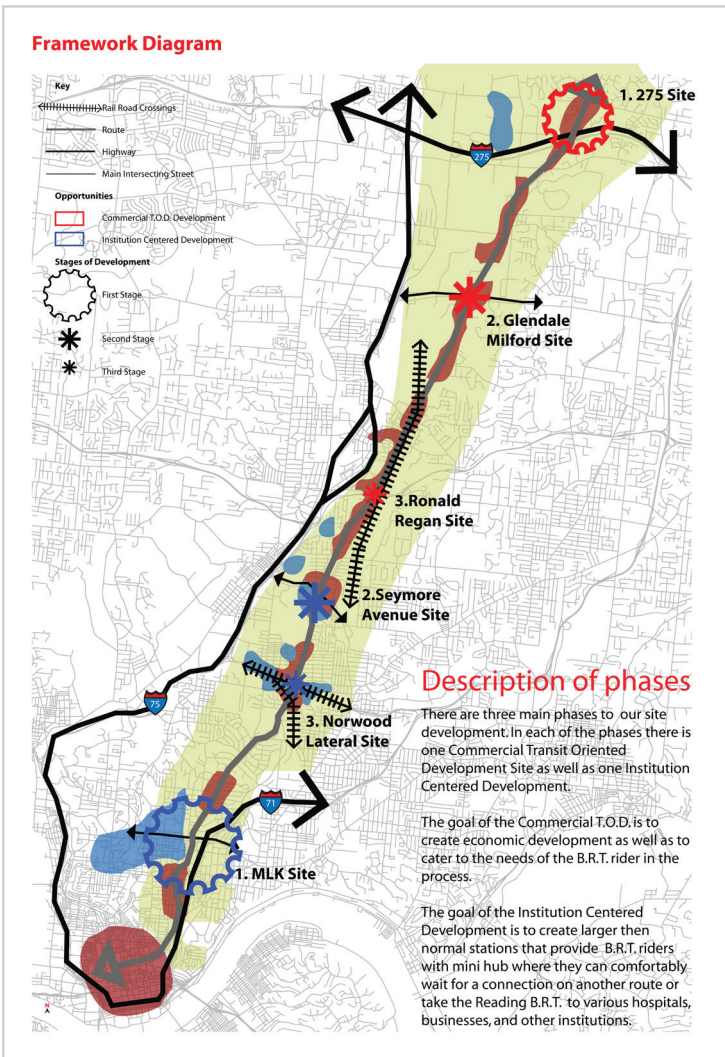 Framework Diagram
Key
Rail Road Crossings
Route
Highway
Main Intersecting Street
Opportunities
Commercial T.O.D. Development
Institution Centered Development
Stages of Development
First Stage
Second Stage
Third Stage
1. 275 Site
275
2. Glendale
Milford Site
3.Ronald
Regan Site
2.Seymore
Avenue Site
75
3. Norwood
Lateral Site
71
1. MLK Site
Description of phases
There are three main phases to our site
development. In each of the phases there is
one Commercial Transit Oriented
Development Site as well as one Institution
Centered Development.
The goal of the Commercial T.O.D. is to
create economic development as well as to
cater to the needs of the B.R.T. rider in the
process.
The goal of the Institution Centered
Development is to create larger then
normal stations that provide B.R.T. riders
with mini hub where they can comfortably
wait for a connection on another route or
take the Reading B.R.T. to various hospitals,
businesses, and other institutions.
N